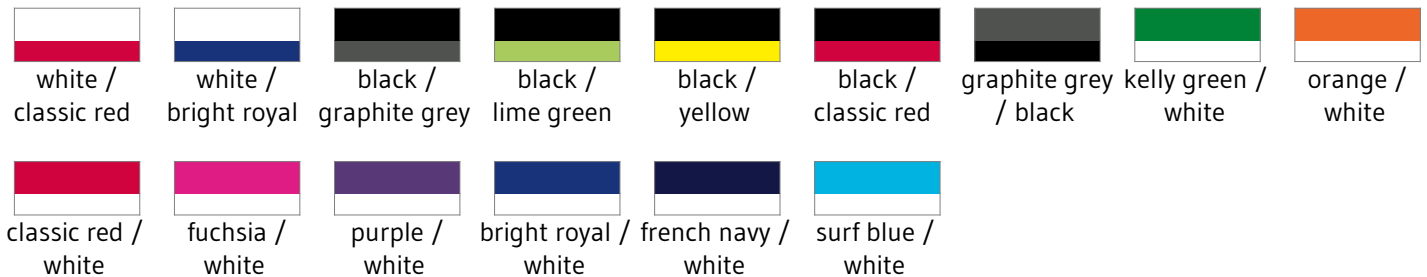 white /
classic red
white /
bright royal
black /
graphite grey
black /
lime green
black /
yellow
black /
classic red
graphite grey
/ black
kelly green /
white
orange /
white
classic red /
white
fuchsia /
white
purple /
white
bright royal /
white
french navy /
white
surf blue /
white